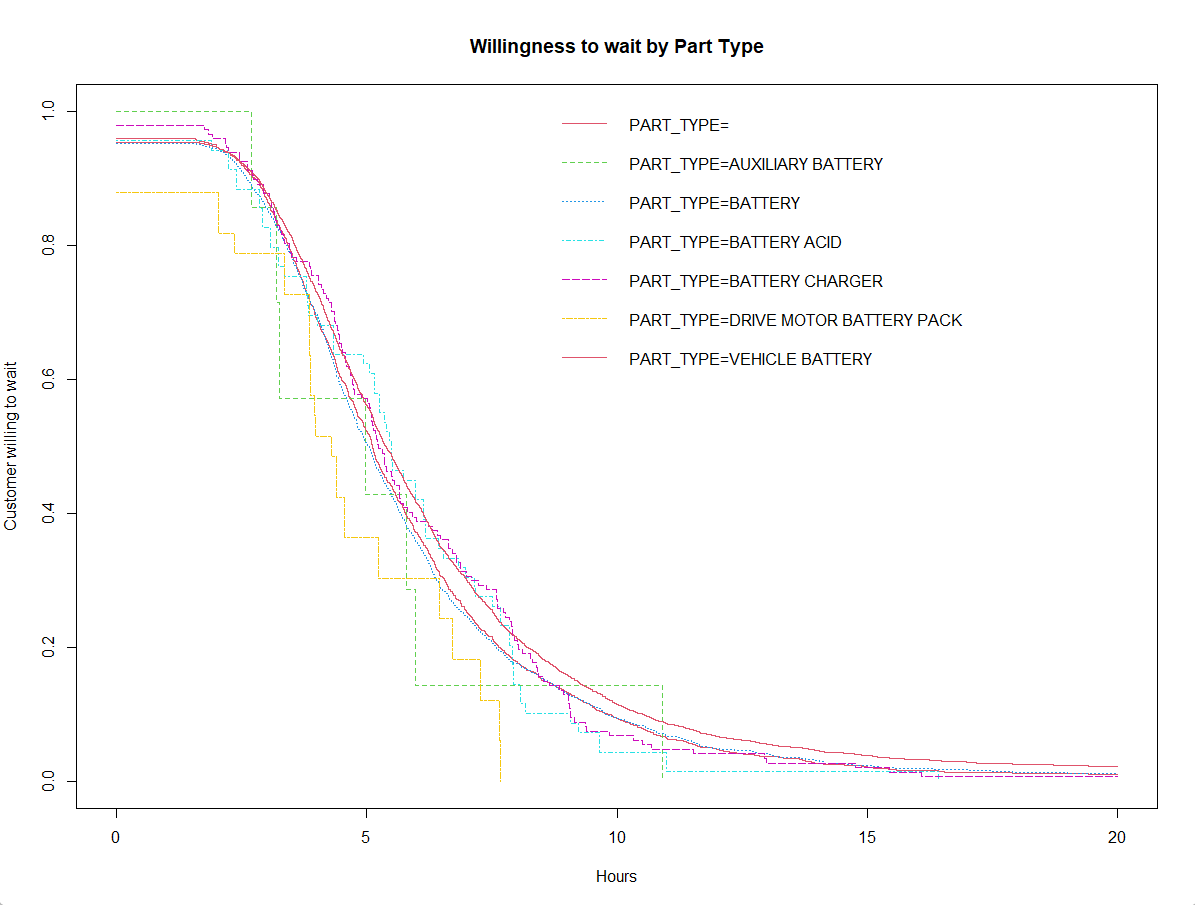 Willingness to wait by Part Type
PART_TYPE=
PART_TYPE=AUXILIARY BATTERY
PART_TYPE=BATTERY
PART_TYPE=BATTERY ACID
PART_TYPE=BATTERY CHARGER
PART_TYPE=DRIVE MOTOR BATTERY PACK
PART_TYPE=VEHICLE BATTERY
Customer willing to wait
1.0
0.8
0.6
0.4
0.2
0.0
0 5 10 15 20
Hours